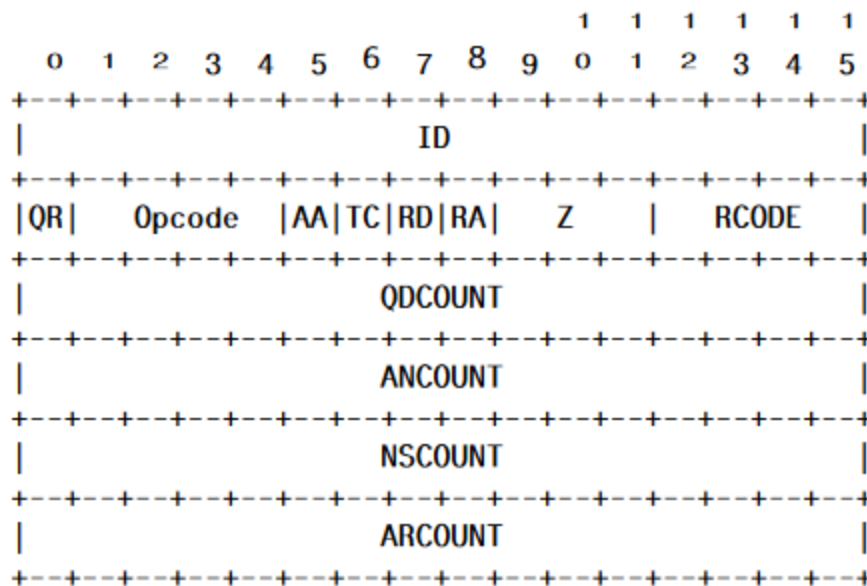 1 1 1 1 1 1
0 1 2 3 4 5 6 7 8 9 0 1 2 3 4 5
+--+--+--+--+--+--+--+--+--+--+--+--+--+--+--+--+
| ID |
+--+--+--+--+--+--+--+--+--+--+--+--+--+--+--+--+
|QR| Opcode |AA|TC|RD|RA| Z | RCODE |
+--+--+--+--+--+--+--+--+--+--+--+--+--+--+--+--+
| QDCOUNT |
+--+--+--+--+--+--+--+--+--+--+--+--+--+--+--+--+
| ANCOUNT |
+--+--+--+--+--+--+--+--+--+--+--+--+--+--+--+--+
| NSCOUNT |
+--+--+--+--+--+--+--+--+--+--+--+--+--+--+--+--+
| ARCOUNT |
+--+--+--+--+--+--+--+--+--+--+--+--+--+--+--+--+